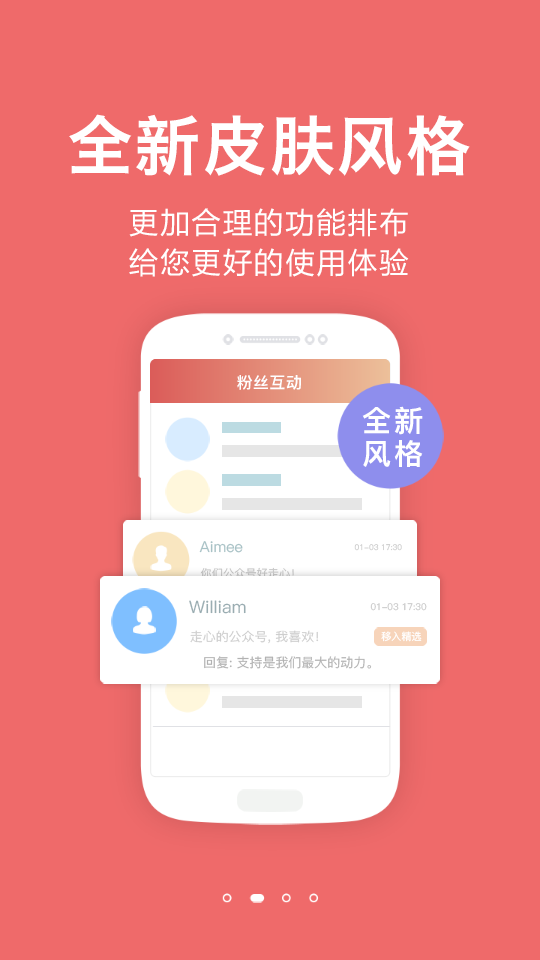 全新皮肤风格
更加合理的功能排布
给您更好的使用体验
粉丝互动
全新
风格
Aimee
01-03 17:30
你们公众号好走心!
William
01-03 17:30
走心的公众号, 我喜欢!
移入精选
回复: 支持是我们最大的动力。